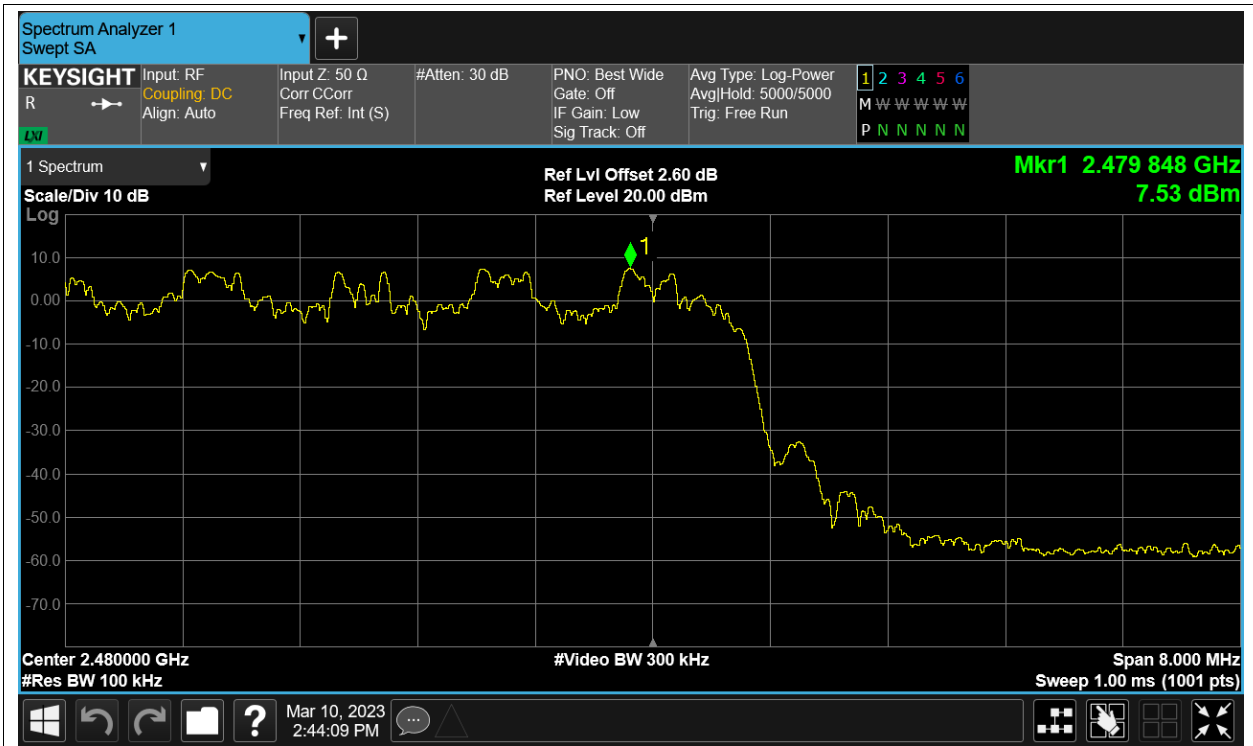 Spectrum Analyzer 1
Swept SA
KEYSIGHT
R
LXI
Input: RF
Coupling: DC
Align: Auto
Input Z: 50 Ω
Corr CCorr
Freq Ref: Int (S)
#Atten: 30 dB
PNO: Best Wide
Gate: Off
IF Gain: Low
Sig Track: Off
Avg Type: Log-Power
Avg|Hold: 5000/5000
Trig: Free Run
1 2 3 4 5 6
M W W W W W
P N N N N N
1 Spectrum
Scale/Div 10 dB
Log
Ref Lvl Offset 2.60 dB
Ref Level 20.00 dBm
Mkr1 2.479 848 GHz
7.53 dBm
1
10.0
0.00
-10.0
-20.0
-30.0
-40.0
-50.0
-60.0
-70.0
Center 2.480000 GHz
#Res BW 100 kHz
#Video BW 300 kHz
Span 8.000 MHz
Sweep 1.00 ms (1001 pts)
?
Mar 10, 2023
2:44:09 PM